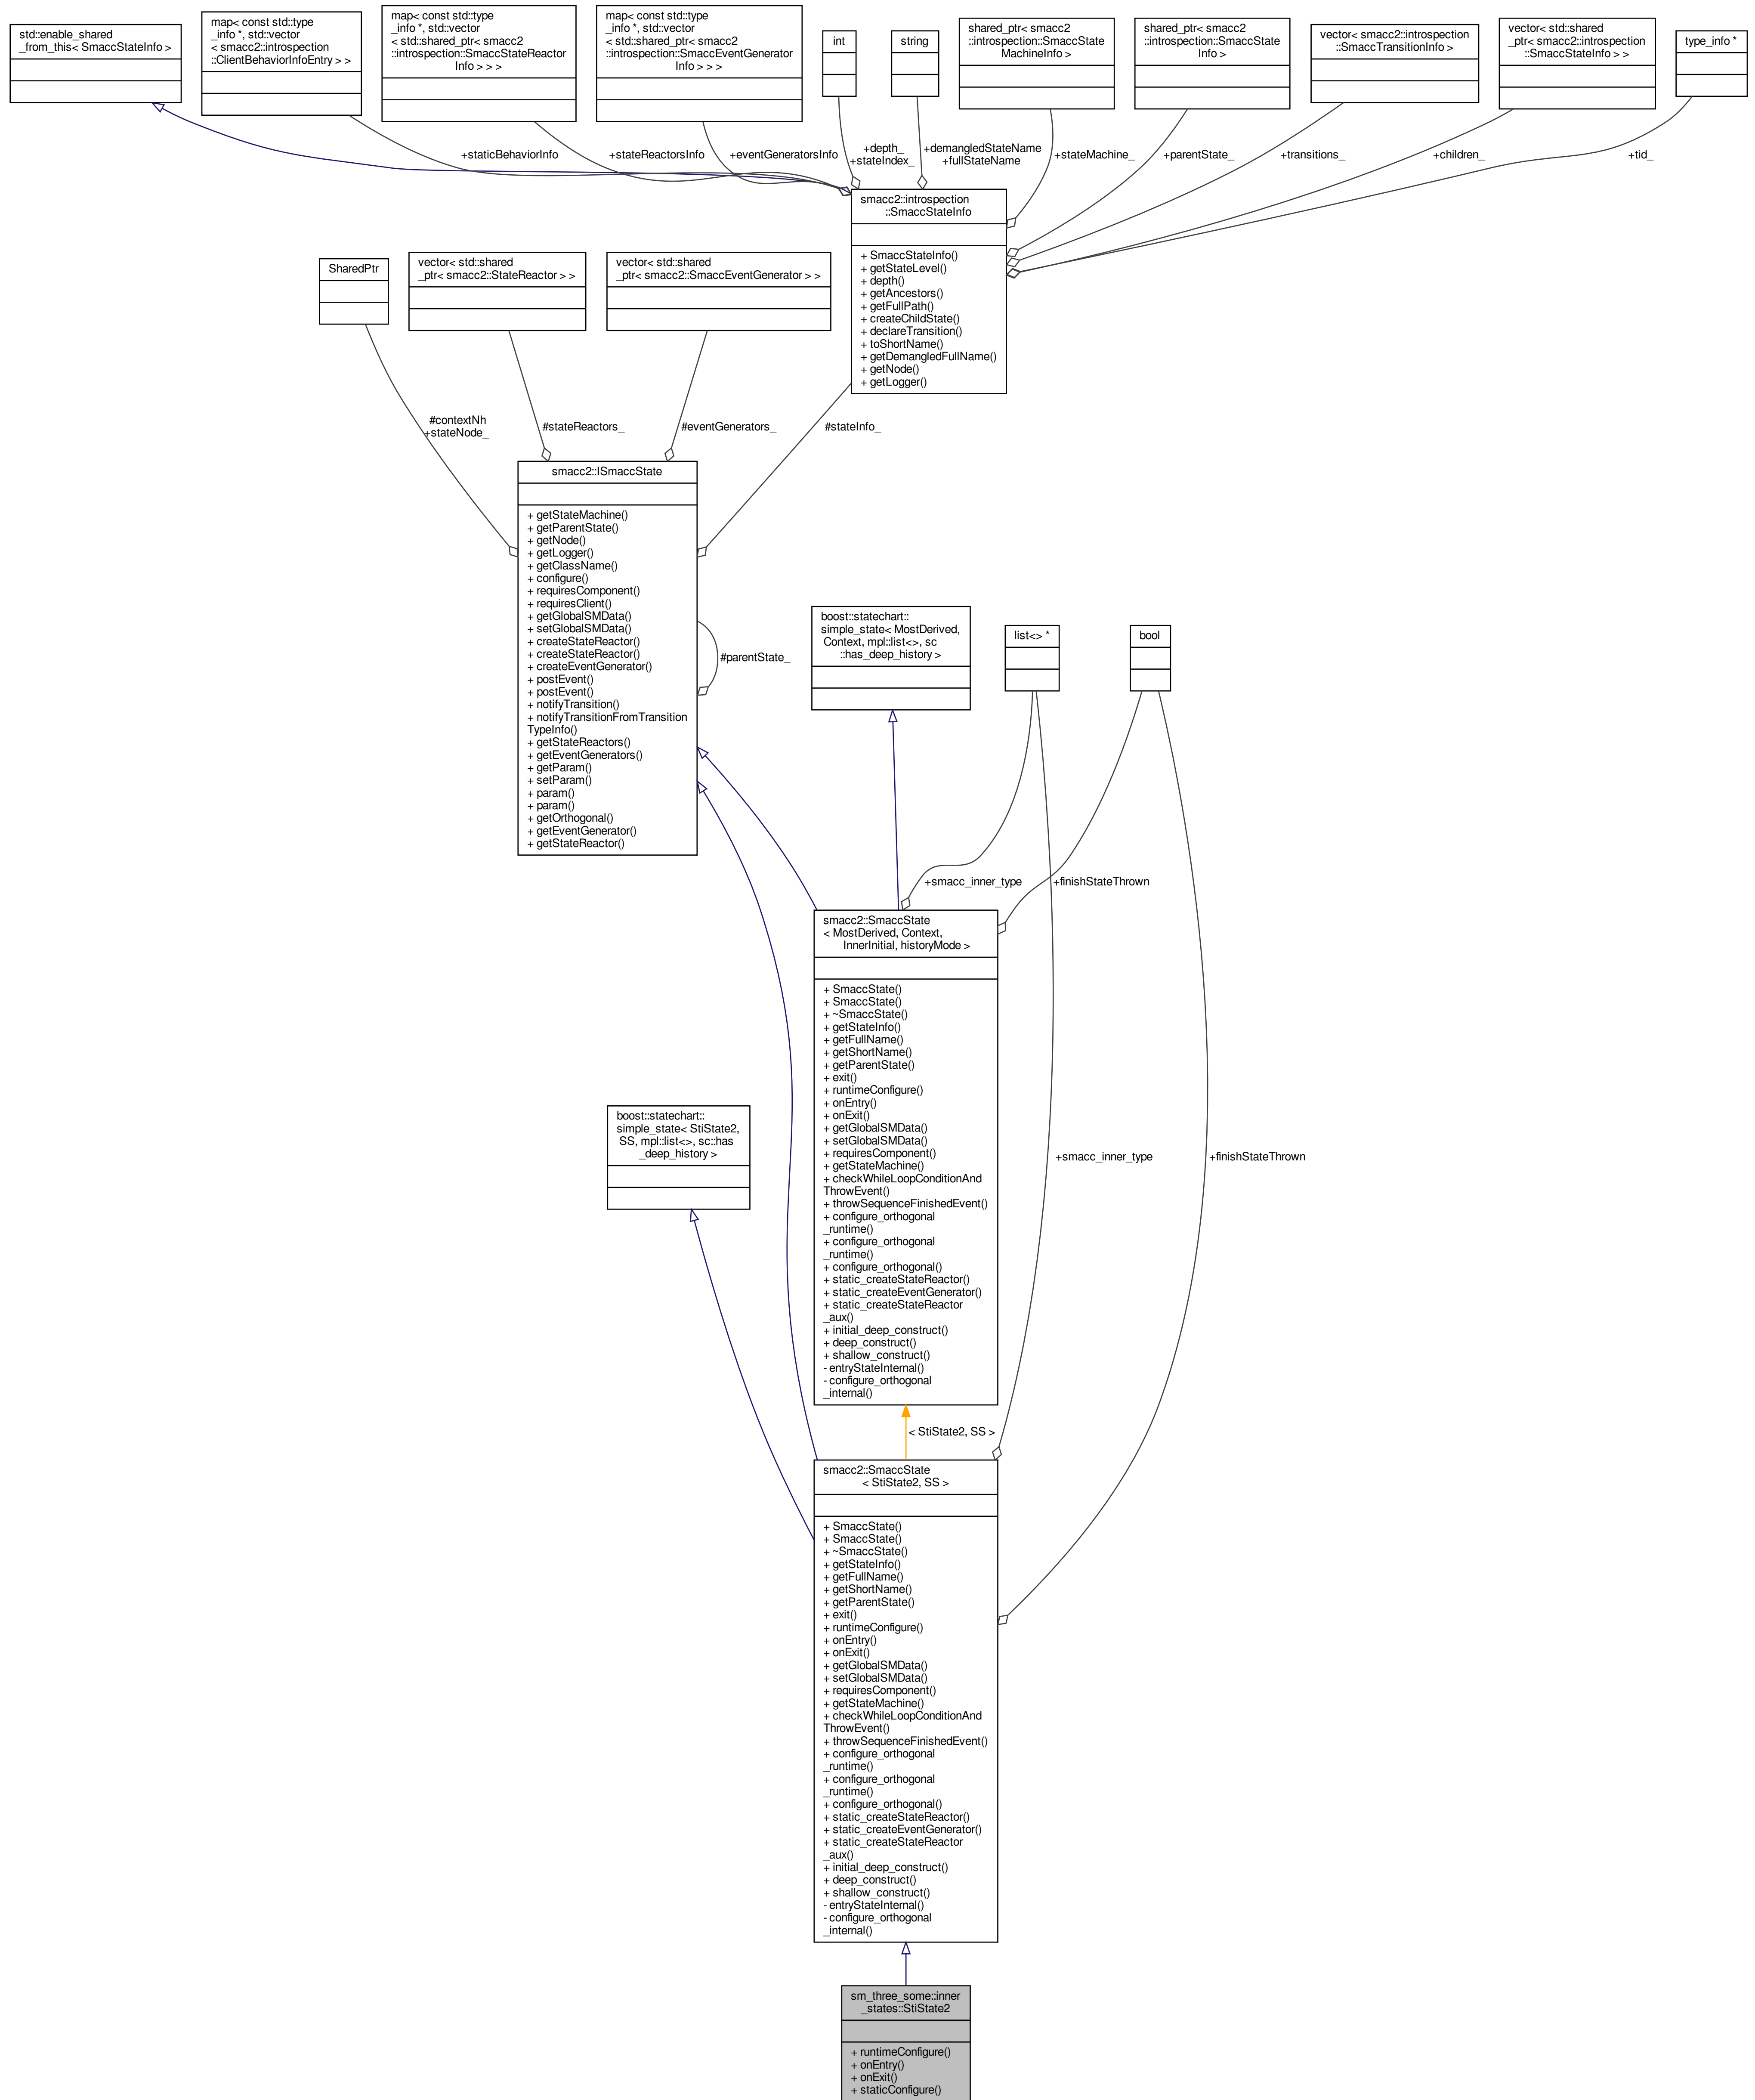 std::enable_shared
_from_this< SmaccStateInfo >
map< const std::type
_info *, std::vector
< smacc2::introspection
::ClientBehaviorInfoEntry > >
map< const std::type
_info *, std::vector
< std::shared_ptr< smacc2
::introspection::SmaccStateReactor
Info > > >
map< const std::type
_info *, std::vector
< std::shared_ptr< smacc2
::introspection::SmaccEventGenerator
Info > > >
int
string
shared_ptr< smacc2
::introspection::SmaccState
MachineInfo >
shared_ptr< smacc2
::introspection::SmaccState
Info >
vector< smacc2::introspection
::SmaccTransitionInfo >
vector< std::shared
_ptr< smacc2::introspection
::SmaccStateInfo > >
type_info *
+staticBehaviorInfo
+stateReactorsInfo
+eventGeneratorsInfo
+depth_
+stateIndex_
+demangledStateName
+fullStateName
+stateMachine_
+parentState_
+transitions_
+children_
+tid_
smacc2::introspection
::SmaccStateInfo
+ SmaccStateInfo()
+ getStateLevel()
+ depth()
+ getAncestors()
+ getFullPath()
+ createChildState()
+ declareTransition()
+ toShortName()
+ getDemangledFullName()
+ getNode()
+ getLogger()
SharedPtr
vector< std::shared
_ptr< smacc2::StateReactor > >
vector< std::shared
_ptr< smacc2::SmaccEventGenerator > >
#contextNh
+stateNode_
#stateReactors_
#eventGenerators_
#stateInfo_
smacc2::ISmaccState
+ getStateMachine()
+ getParentState()
+ getNode()
+ getLogger()
+ getClassName()
+ configure()
+ requiresComponent()
+ requiresClient()
+ getGlobalSMData()
+ setGlobalSMData()
+ createStateReactor()
+ createStateReactor()
+ createEventGenerator()
+ postEvent()
+ postEvent()
+ notifyTransition()
+ notifyTransitionFromTransition
TypeInfo()
+ getStateReactors()
+ getEventGenerators()
+ getParam()
+ setParam()
+ param()
+ param()
+ getOrthogonal()
+ getEventGenerator()
+ getStateReactor()
#parentState_
boost::statechart::
simple_state< MostDerived,
Context, mpl::list<>, sc
::has_deep_history >
list<> *
bool
+smacc_inner_type
+finishStateThrown
smacc2::SmaccState
< MostDerived, Context,
InnerInitial, historyMode >
+ SmaccState()
+ SmaccState()
+ ~SmaccState()
+ getStateInfo()
+ getFullName()
+ getShortName()
+ getParentState()
+ exit()
+ runtimeConfigure()
+ onEntry()
+ onExit()
+ getGlobalSMData()
+ setGlobalSMData()
+ requiresComponent()
+ getStateMachine()
+ checkWhileLoopConditionAnd
ThrowEvent()
+ throwSequenceFinishedEvent()
+ configure_orthogonal
_runtime()
+ configure_orthogonal
_runtime()
+ configure_orthogonal()
+ static_createStateReactor()
+ static_createEventGenerator()
+ static_createStateReactor
_aux()
+ initial_deep_construct()
+ deep_construct()
+ shallow_construct()
- entryStateInternal()
- configure_orthogonal
_internal()
boost::statechart::
simple_state< StiState2,
SS, mpl::list<>, sc::has
_deep_history >
+smacc_inner_type
+finishStateThrown
< StiState2, SS >
smacc2::SmaccState
< StiState2, SS >
+ SmaccState()
+ SmaccState()
+ ~SmaccState()
+ getStateInfo()
+ getFullName()
+ getShortName()
+ getParentState()
+ exit()
+ runtimeConfigure()
+ onEntry()
+ onExit()
+ getGlobalSMData()
+ setGlobalSMData()
+ requiresComponent()
+ getStateMachine()
+ checkWhileLoopConditionAnd
ThrowEvent()
+ throwSequenceFinishedEvent()
+ configure_orthogonal
_runtime()
+ configure_orthogonal
_runtime()
+ configure_orthogonal()
+ static_createStateReactor()
+ static_createEventGenerator()
+ static_createStateReactor
_aux()
+ initial_deep_construct()
+ deep_construct()
+ shallow_construct()
- entryStateInternal()
- configure_orthogonal
_internal()
sm_three_some::inner
_states::StiState2
+ runtimeConfigure()
+ onEntry()
+ onExit()
+ staticConfigure()